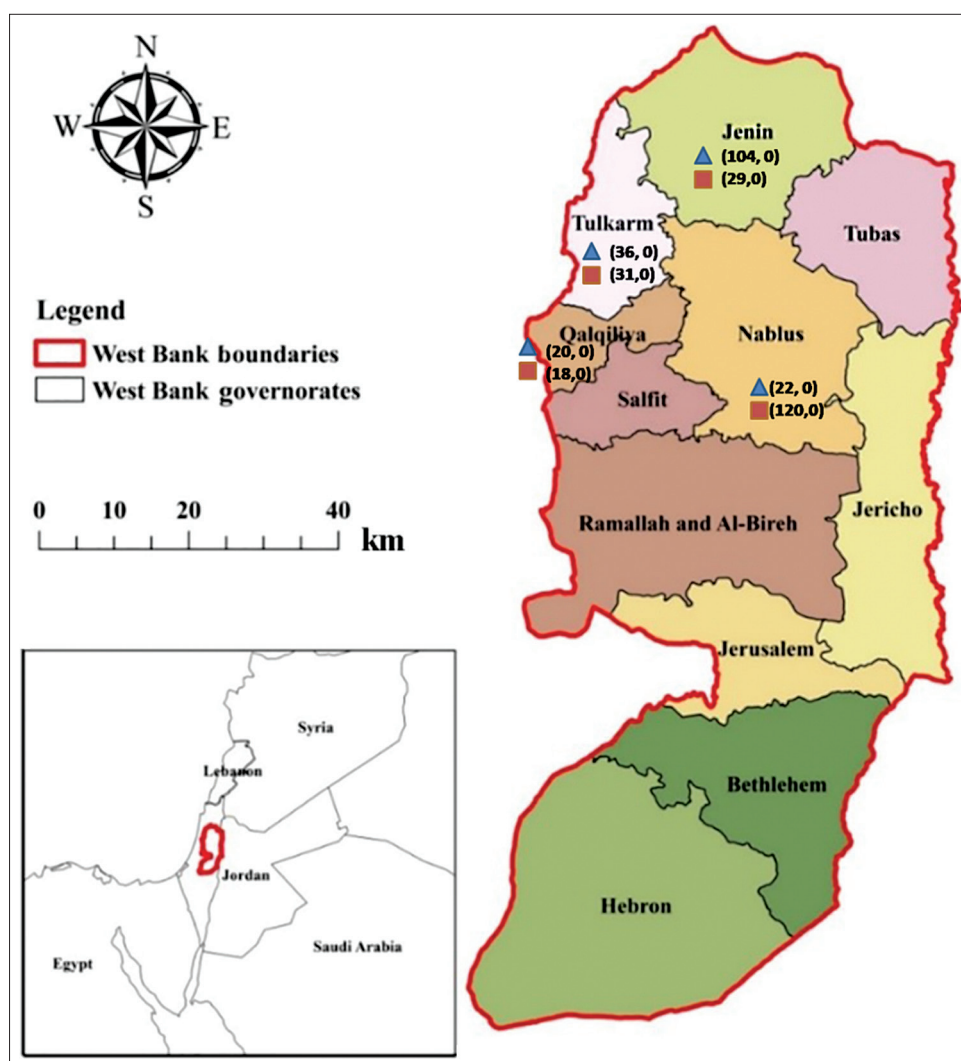 N
W E
S
Legend
West Bank boundaries
West Bank governorates
0 10 20 40
km
Jenin
(104, 0)
(29,0)
Tulkarm
(36, 0)
(31,0)
Tubas
Qalqiliya
(20, 0)
(18,0)
Nablus
(22, 0)
(120,0)
Salfit
Ramallah and Al-Bireh
Jericho
Jerusalem
Bethlehem
Hebron
Syria
Lebanon
Jordan
Saudi Arabia
Egypt